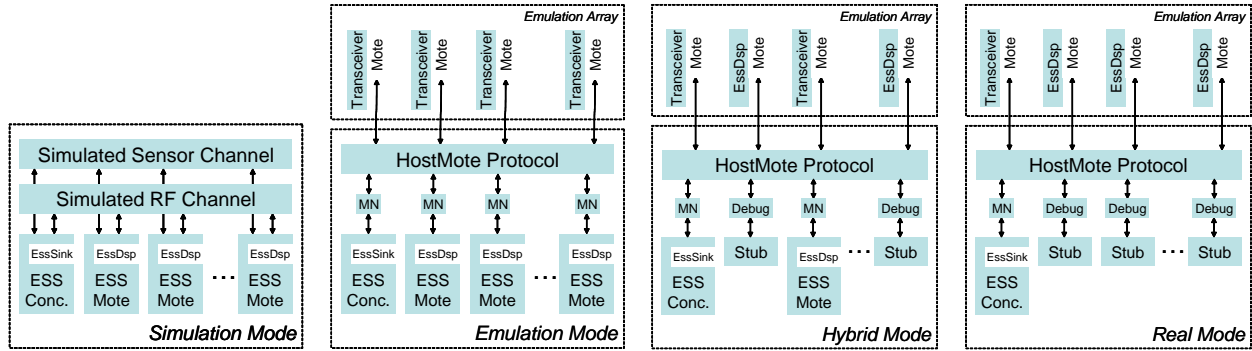 Simulated Sensor Channel
Simulated RF Channel
EssSink EssDsp EssDsp EssDsp
ESS ESS ESS ... ESS
Conc. Mote Mote Mote
Simulation Mode
Emulation Array
Transceiver Mote Transceiver Mote Transceiver Mote Transceiver Mote
HostMote Protocol
MN MN MN MN
EssSink EssDsp EssDsp EssDsp
ESS ESS ESS ... ESS
Conc. Mote Mote Mote
Emulation Mode
Emulation Array
Transceiver Mote EssDsp Mote Transceiver Mote EssDsp Mote
HostMote Protocol
MN Debug MN Debug
EssSink Stub EssDsp ... Stub
ESS ESS
Conc. Mote
Hybrid Mode
Emulation Array
Transceiver Mote EssDsp Mote EssDsp Mote EssDsp Mote
HostMote Protocol
MN Debug Debug Debug
EssSink Stub Stub ... Stub
ESS
Conc.
Real Mode